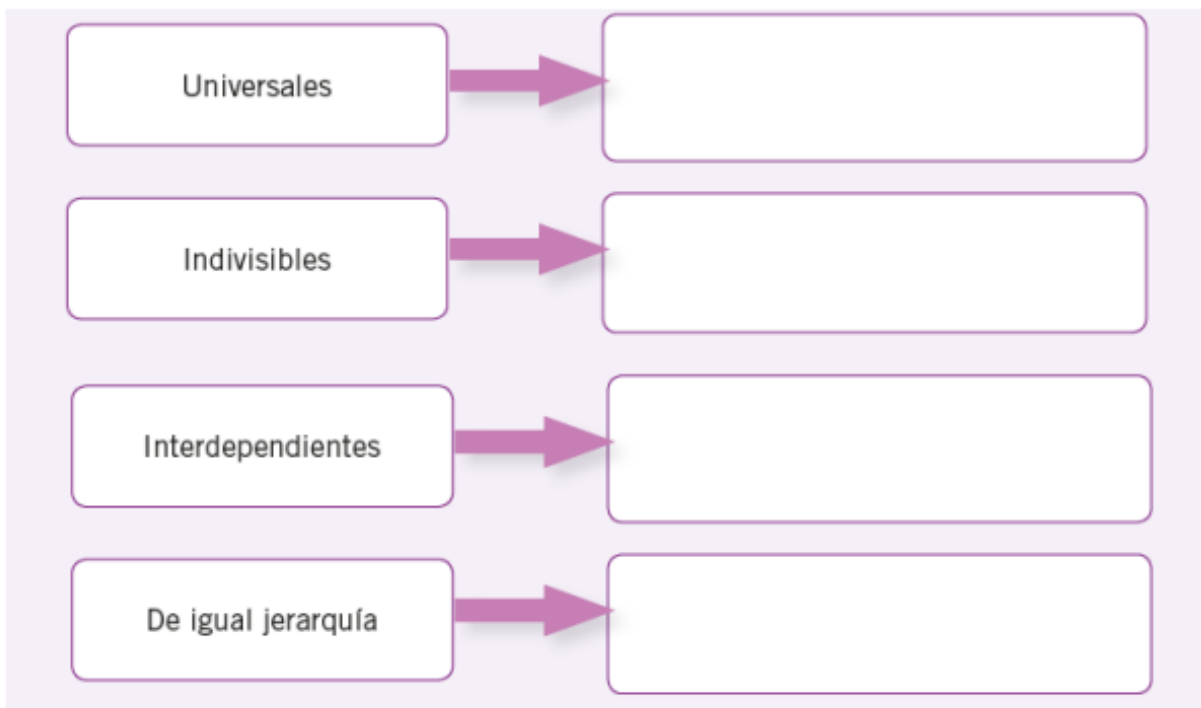 Universales
Indivisibles
Interdependientes
De igual jerarquía